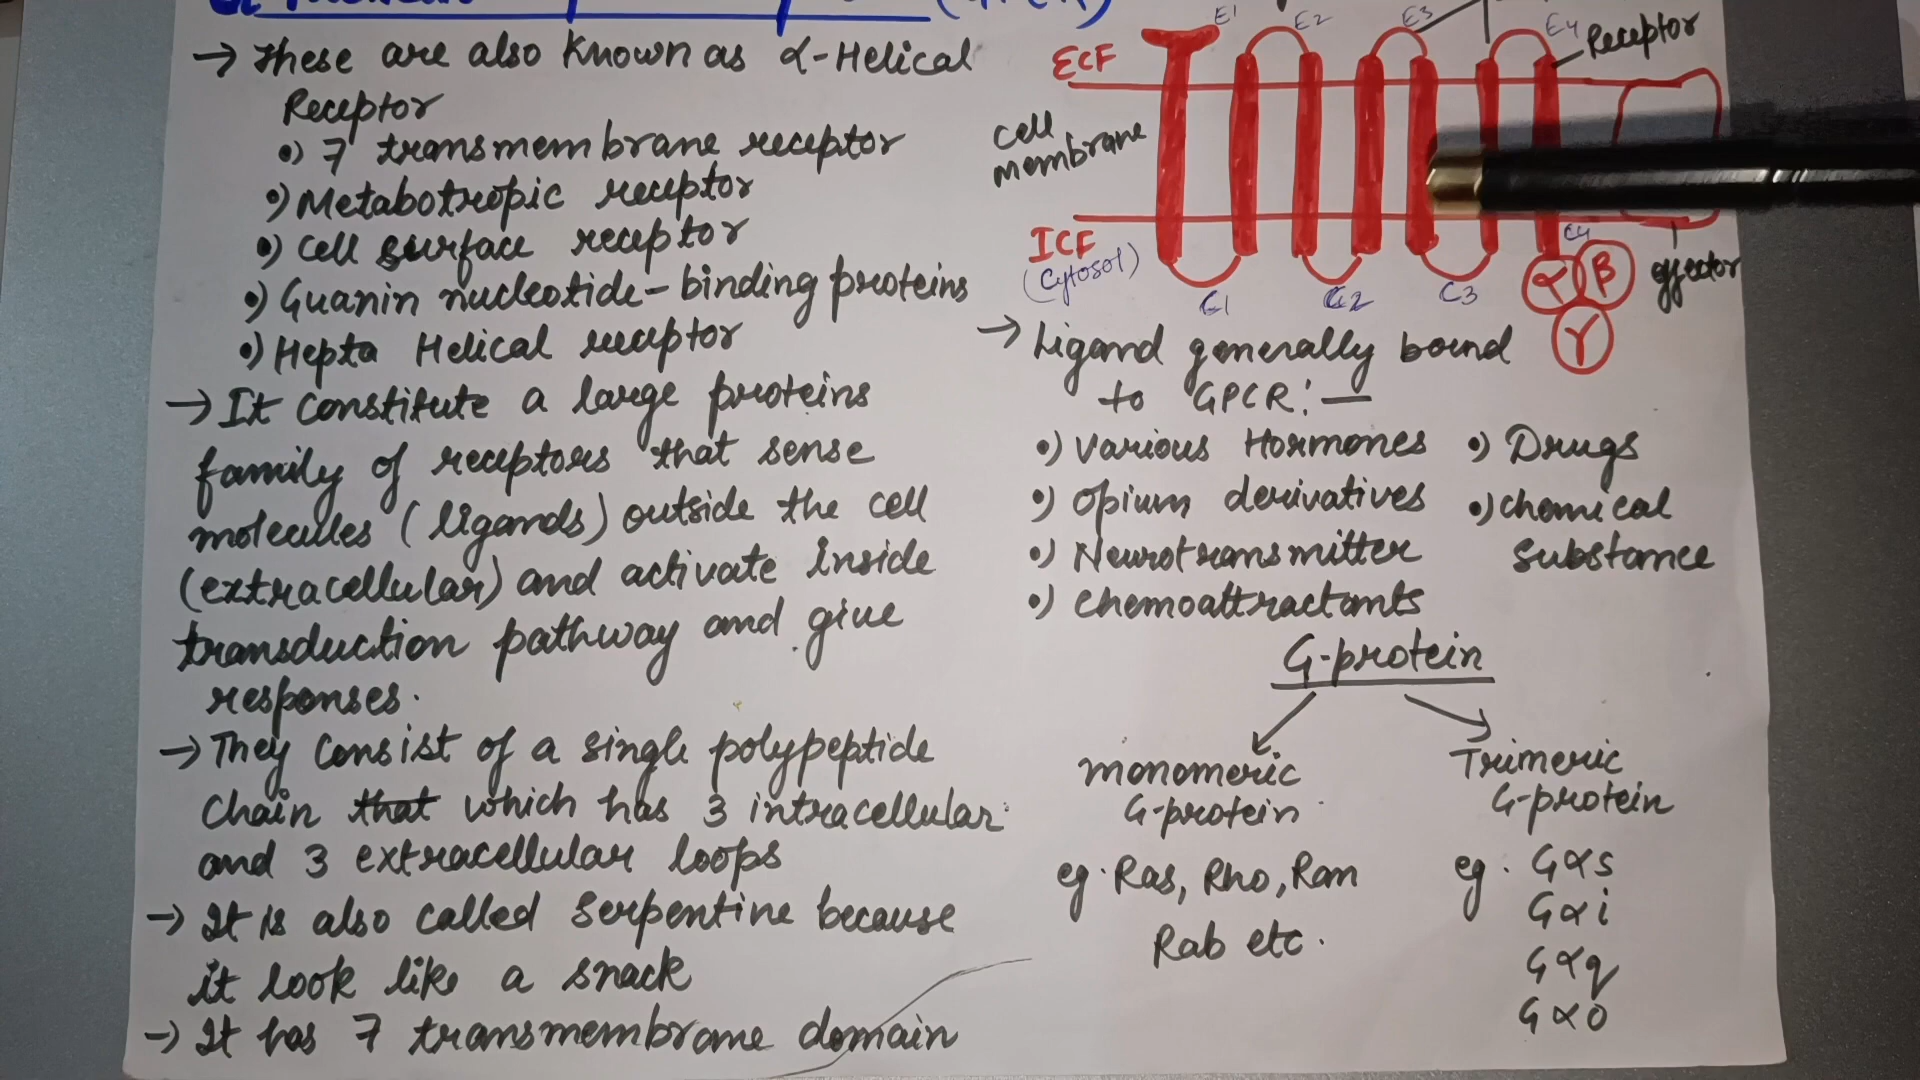 → These are also known as α-Helical
Receptor
•) 7 transmembrane receptor
•) Metabotropic receptor
•) Cell surface receptor
•) Guanin nucleotide-binding proteins
•) Hepta Helical receptor
→ It constitute a large proteins
family of receptors that sense
molecules (ligands) outside the cell
(extracellular) and activate inside
transduction pathway and give
responses.
→ They consist of a single polypeptide
Chain that which has 3 intracellular
and 3 extracellular loops
→ It is also called Serpentine because
it look like a snack
→ It has 7 transmembrane domain
E1 E2 E3 E4
Receptor
ECF
Cell
membrane
ICF
(Cytosol)
C1 C2 C3 C4
α β
γ
effector
→ Ligand generally bound
to GPCR:—
•) Various Hormones •) Drugs
•) Opium derivatives •) Chemical
substance
•) Neurotransmitter
•) Chemoattractants
G-protein
monomeric
G-protein
eg. Ras, Rho, Ran
Rab etc.
Trimeric
G-protein
eg. Gαs
Gαi
Gαq
Gαo